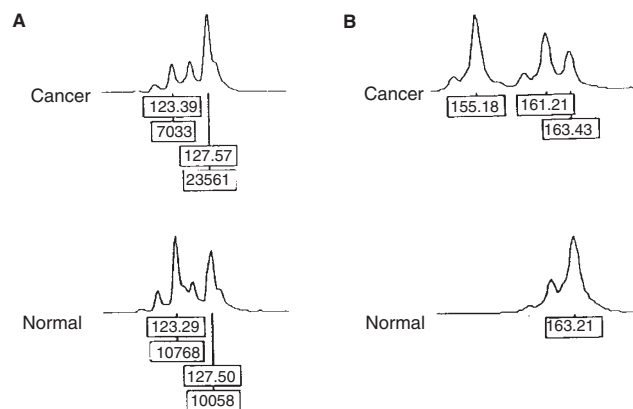 A
Cancer
123.39
7033
127.57
23561
Normal
123.29
10768
127.50
10058
B
Cancer
155.18
161.21
163.43
Normal
163.21